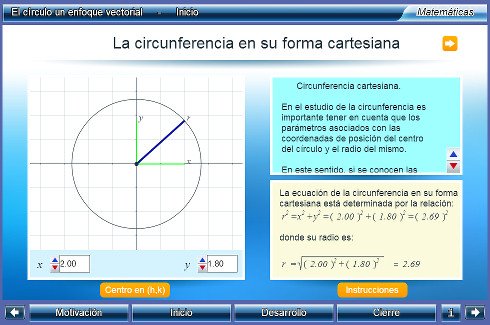 El círculo un enfoque vectorial - Inicio
Matemáticas
La circunferencia en su forma cartesiana
y
r
x
Circunferencia cartesiana.
En el estudio de la circunferencia es
importante tener en cuenta que los
parámetros asociados con las
coordenadas de posición del centro
del círculo y el radio del mismo.
En este sentido, si se conocen las
La ecuación de la circunferencia en su forma
cartesiana está determinada por la relación:
r²=x²+y²=( 2.00 )²+( 1.80 )²=( 2.69 )²
donde su radio es:
r = √( 2.00 )²+( 1.80 )² = 2.69
x 2.00 y 1.80
Centro en (h,k)
Instrucciones
Motivación Inicio Desarrollo Cierre i